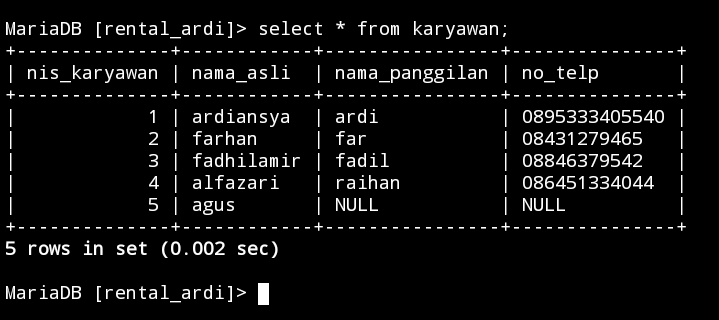 MariaDB [rental_ardi]> select * from karyawan;
+--------------+------------+----------------+---------------+
| nis_karyawan | nama_asli  | nama_panggilan | no_telp       |
+--------------+------------+----------------+---------------+
|            1 | ardiansya  | ardi           | 0895333405540 |
|            2 | farhan     | far            | 08431279465   |
|            3 | fadhilamir | fadil          | 08846379542   |
|            4 | alfazari   | raihan         | 086451334044  |
|            5 | agus       | NULL           | NULL          |
+--------------+------------+----------------+---------------+
5 rows in set (0.002 sec)
MariaDB [rental_ardi]>